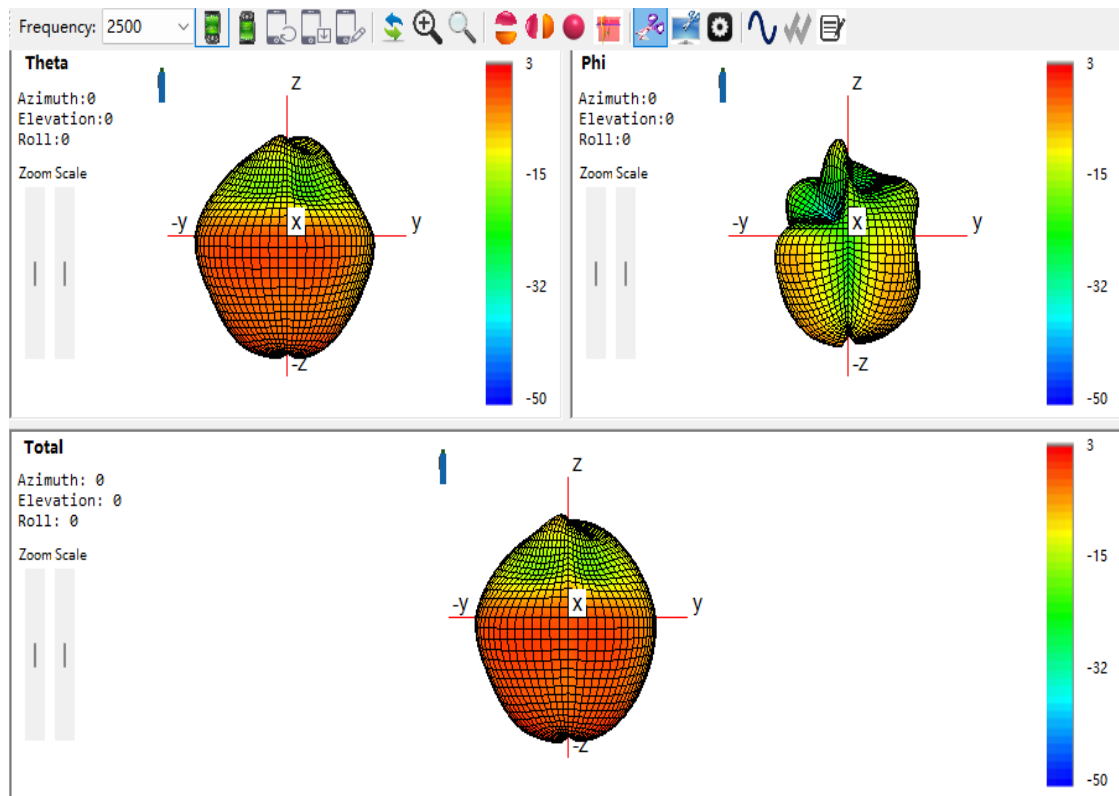 Frequency: 2500
Theta
Azimuth:0
Elevation:0
Roll:0
Zoom Scale
z
-y
x
y
-z
3
-15
-32
-50
Phi
Azimuth:0
Elevation:0
Roll:0
Zoom Scale
z
-y
x
y
-z
3
-15
-32
-50
Total
Azimuth: 0
Elevation: 0
Roll: 0
Zoom Scale
z
-y
x
y
-z
3
-15
-32
-50